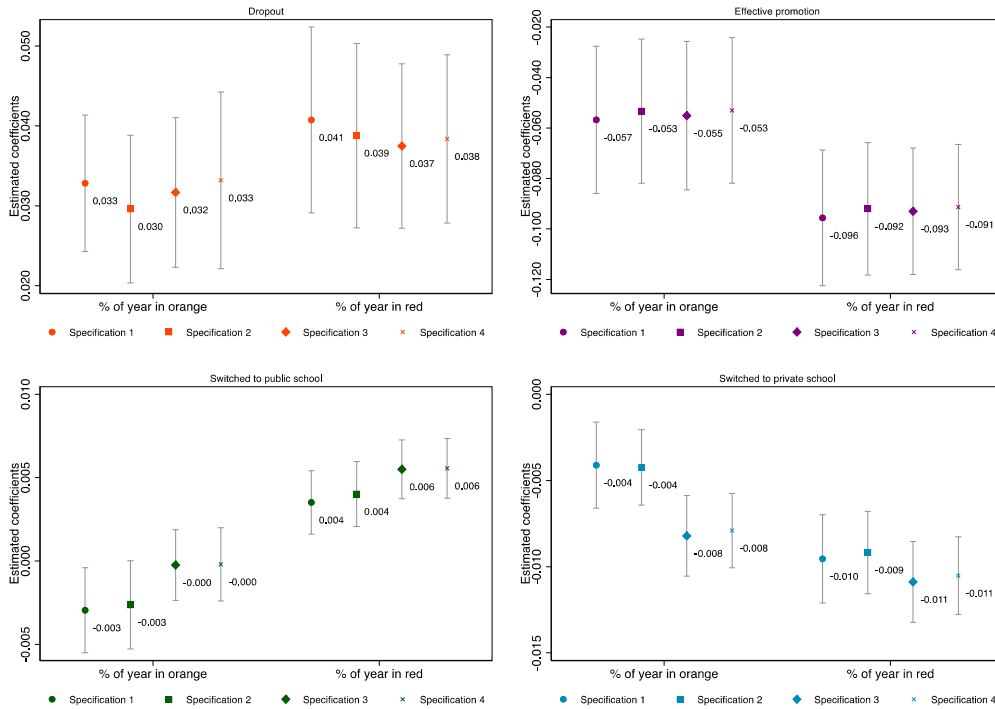 Dropout
Estimated coefficients
0.050
0.040
0.030
0.020
0.033
0.030
0.032
0.033
0.041
0.039
0.037
0.038
% of year in orange
% of year in red
Specification 1 Specification 2 Specification 3 Specification 4
Effective promotion
Estimated coefficients
-0.020
-0.040
-0.060
-0.080
-0.100
-0.120
-0.057
-0.053
-0.055
-0.053
-0.096
-0.092
-0.093
-0.091
% of year in orange
% of year in red
Specification 1 Specification 2 Specification 3 Specification 4
Switched to public school
Estimated coefficients
0.010
0.005
0.000
-0.005
-0.003
-0.003
-0.000
-0.000
0.004
0.004
0.006
0.006
% of year in orange
% of year in red
Specification 1 Specification 2 Specification 3 Specification 4
Switched to private school
Estimated coefficients
0.000
-0.005
-0.010
-0.015
-0.004
-0.004
-0.008
-0.008
-0.010
-0.009
-0.011
-0.011
% of year in orange
% of year in red
Specification 1 Specification 2 Specification 3 Specification 4